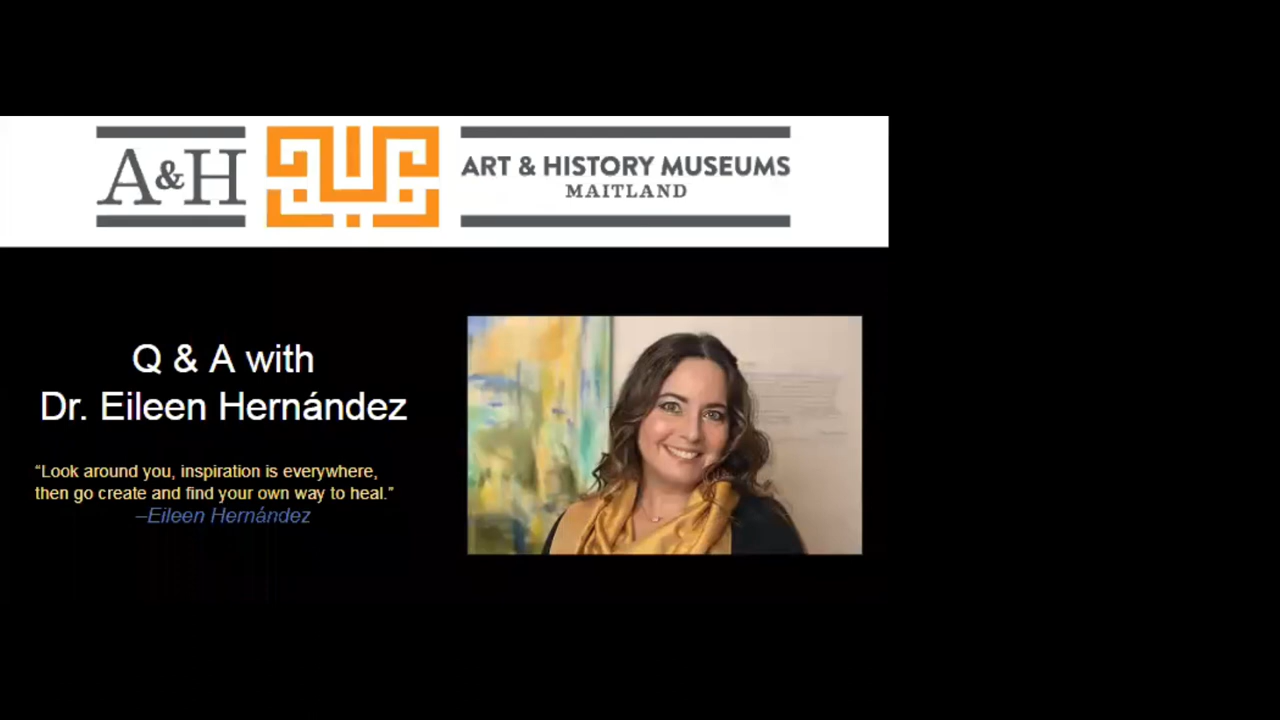 A&H
ART & HISTORY MUSEUMS
MAITLAND
Q & A with
Dr. Eileen Hernández
“Look around you, inspiration is everywhere,
then go create and find your own way to heal.”
–Eileen Hernández